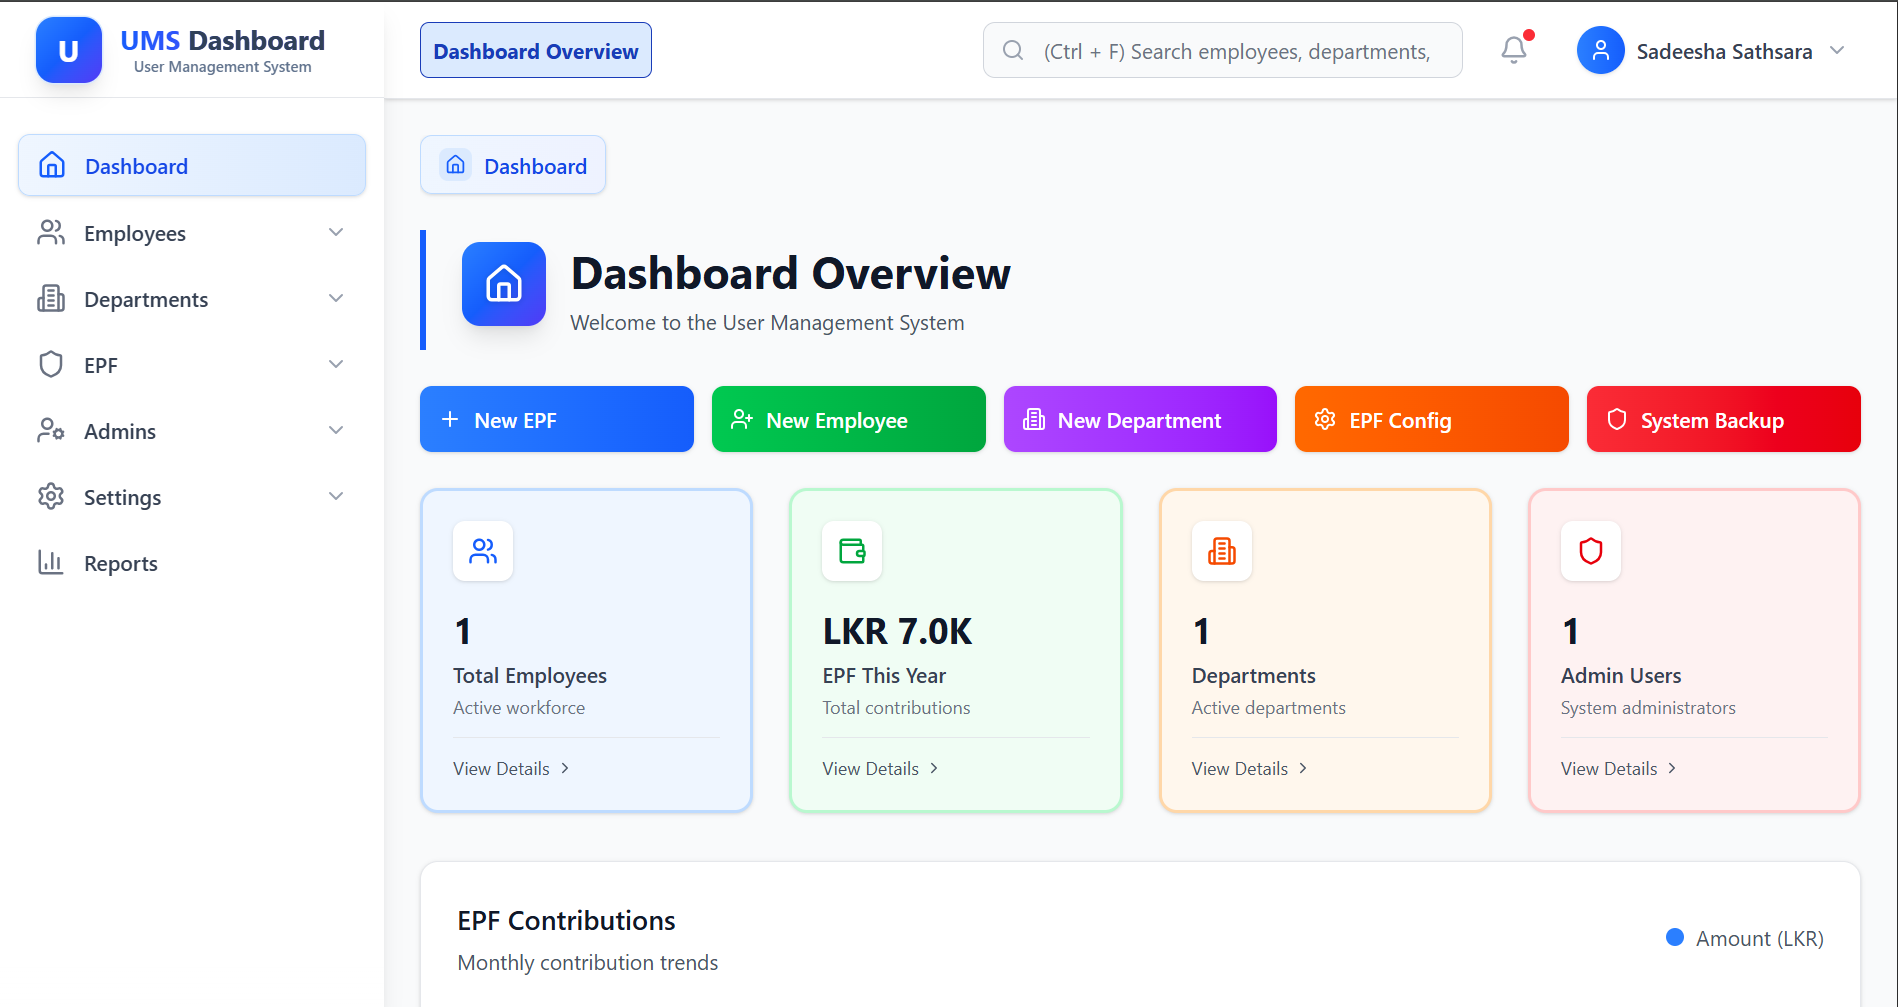 U
UMS Dashboard
User Management System
Dashboard Overview
(Ctrl + F) Search employees, departments,
Sadeesha Sathsara
Dashboard
Employees
Departments
EPF
Admins
Settings
Reports
Dashboard
Dashboard Overview
Welcome to the User Management System
New EPF
New Employee
New Department
EPF Config
System Backup
1
Total Employees
Active workforce
View Details
LKR 7.0K
EPF This Year
Total contributions
View Details
1
Departments
Active departments
View Details
1
Admin Users
System administrators
View Details
EPF Contributions
Monthly contribution trends
Amount (LKR)